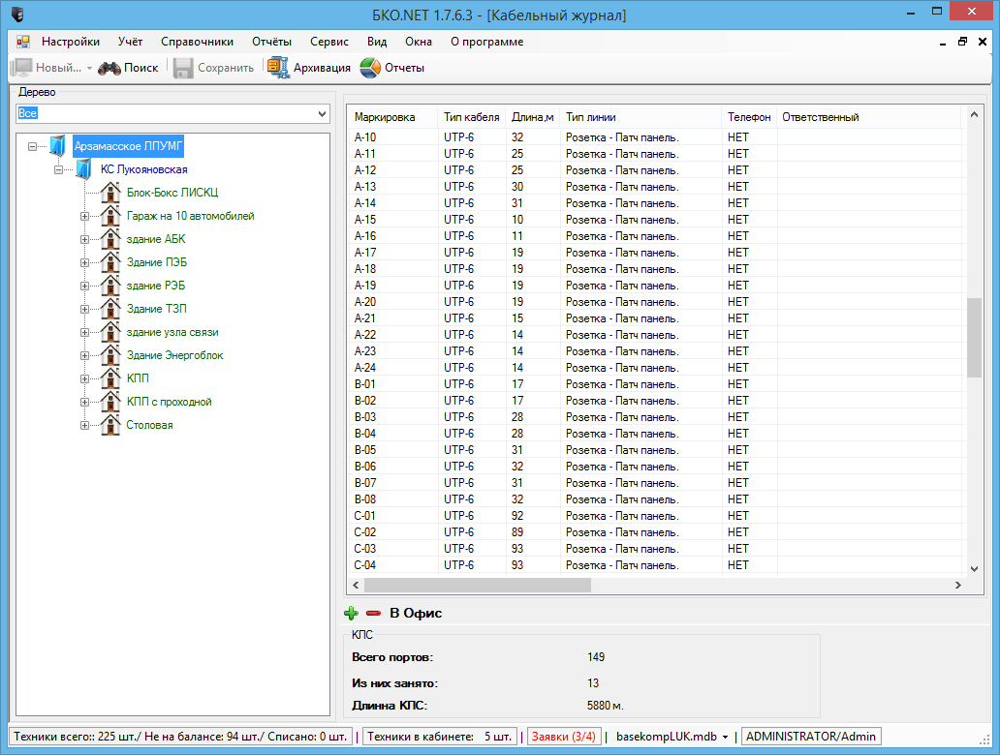 БКО.NET 1.7.6.3 - [Кабельный журнал]
Настройки Учёт Справочники Отчёты Сервис Вид Окна О программе
Новый... Поиск Сохранить Архивация Отчеты
Дерево
Все
Арзамасское ЛПУМГ
КС Лукояновская
Блок-Бокс ЛИСКЦ
Гараж на 10 автомобилей
здание АБК
Здание ПЭБ
здание РЭБ
Здание ТЗП
здание узла связи
Здание Энергоблок
КПП
КПП с проходной
Столовая
Маркировка Тип кабеля Длина,м Тип линии Телефон Ответственный
A-10 UTP-6 32 Розетка - Патч панель. НЕТ
A-11 UTP-6 25 Розетка - Патч панель. НЕТ
A-12 UTP-6 25 Розетка - Патч панель. НЕТ
A-13 UTP-6 30 Розетка - Патч панель. НЕТ
A-14 UTP-6 31 Розетка - Патч панель. НЕТ
A-15 UTP-6 10 Розетка - Патч панель. НЕТ
A-16 UTP-6 11 Розетка - Патч панель. НЕТ
A-17 UTP-6 19 Розетка - Патч панель. НЕТ
A-18 UTP-6 19 Розетка - Патч панель. НЕТ
A-19 UTP-6 19 Розетка - Патч панель. НЕТ
A-20 UTP-6 19 Розетка - Патч панель. НЕТ
A-21 UTP-6 15 Розетка - Патч панель. НЕТ
A-22 UTP-6 14 Розетка - Патч панель. НЕТ
A-23 UTP-6 14 Розетка - Патч панель. НЕТ
A-24 UTP-6 14 Розетка - Патч панель. НЕТ
B-01 UTP-6 17 Розетка - Патч панель. НЕТ
B-02 UTP-6 17 Розетка - Патч панель. НЕТ
B-03 UTP-6 28 Розетка - Патч панель. НЕТ
B-04 UTP-6 28 Розетка - Патч панель. НЕТ
B-05 UTP-6 31 Розетка - Патч панель. НЕТ
B-06 UTP-6 32 Розетка - Патч панель. НЕТ
B-07 UTP-6 31 Розетка - Патч панель. НЕТ
B-08 UTP-6 32 Розетка - Патч панель. НЕТ
C-01 UTP-6 92 Розетка - Патч панель. НЕТ
C-02 UTP-6 89 Розетка - Патч панель. НЕТ
C-03 UTP-6 93 Розетка - Патч панель. НЕТ
C-04 UTP-6 93 Розетка - Патч панель. НЕТ
В Офис
КПС
Всего портов: 149
Из них занято: 13
Длинна КПС: 5880 м.
Техники всего:: 225 шт./ Не на балансе: 94 шт./ Списано: 0 шт. | Техники в кабинете: 5 шт. | Заявки (3/4) | basekompLUK.mdb | ADMINISTRATOR/Admin